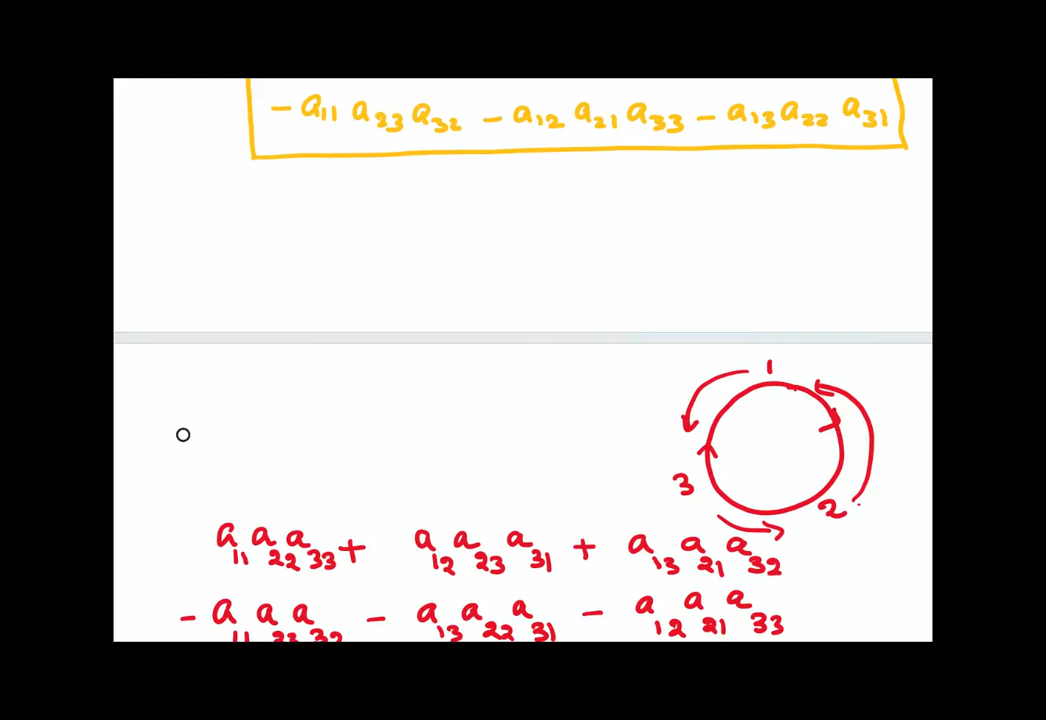 - a11 a23 a32 - a12 a21 a33 - a13 a22 a31
1
3
2
a11 a22 a33 + a12 a23 a31 + a13 a21 a32
- a11 a23 a32 - a13 a22 a31 - a12 a21 a33